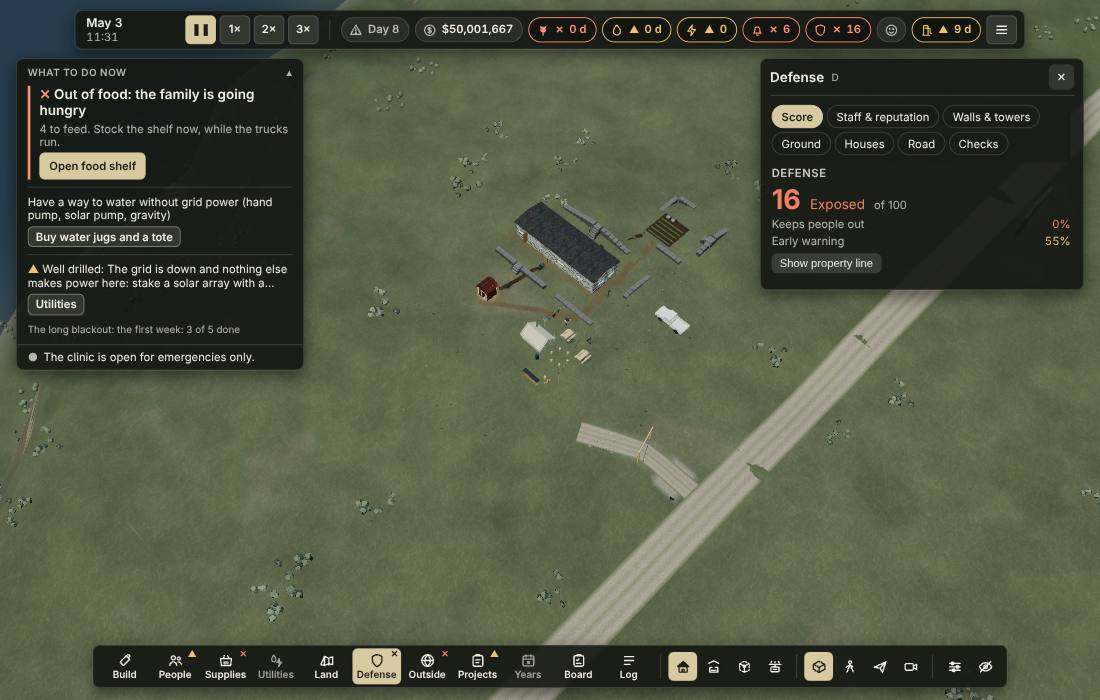 May 3
11:31
1×
2×
3×
Day 8
$50,001,667
0 d
0 d
0
6
16
9 d
WHAT TO DO NOW
Out of food: the family is going
hungry
4 to feed. Stock the shelf now, while the trucks
run.
Open food shelf
Have a way to water without grid power (hand
pump, solar pump, gravity)
Buy water jugs and a tote
Well drilled: The grid is down and nothing else
makes power here: stake a solar array with a...
Utilities
The long blackout: the first week: 3 of 5 done
The clinic is open for emergencies only.
Defense D
Score
Staff & reputation
Walls & towers
Ground
Houses
Road
Checks
DEFENSE
16 Exposed of 100
Keeps people out 0%
Early warning 55%
Show property line
Build
People
Supplies
Utilities
Land
Defense
Outside
Projects
Years
Board
Log